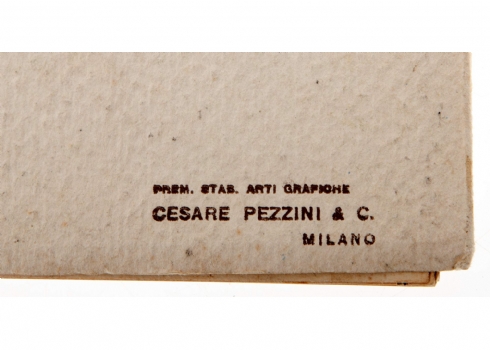 PREM. STAB. ARTI GRAFICHE
CESARE PEZZINI & C.
MILANO